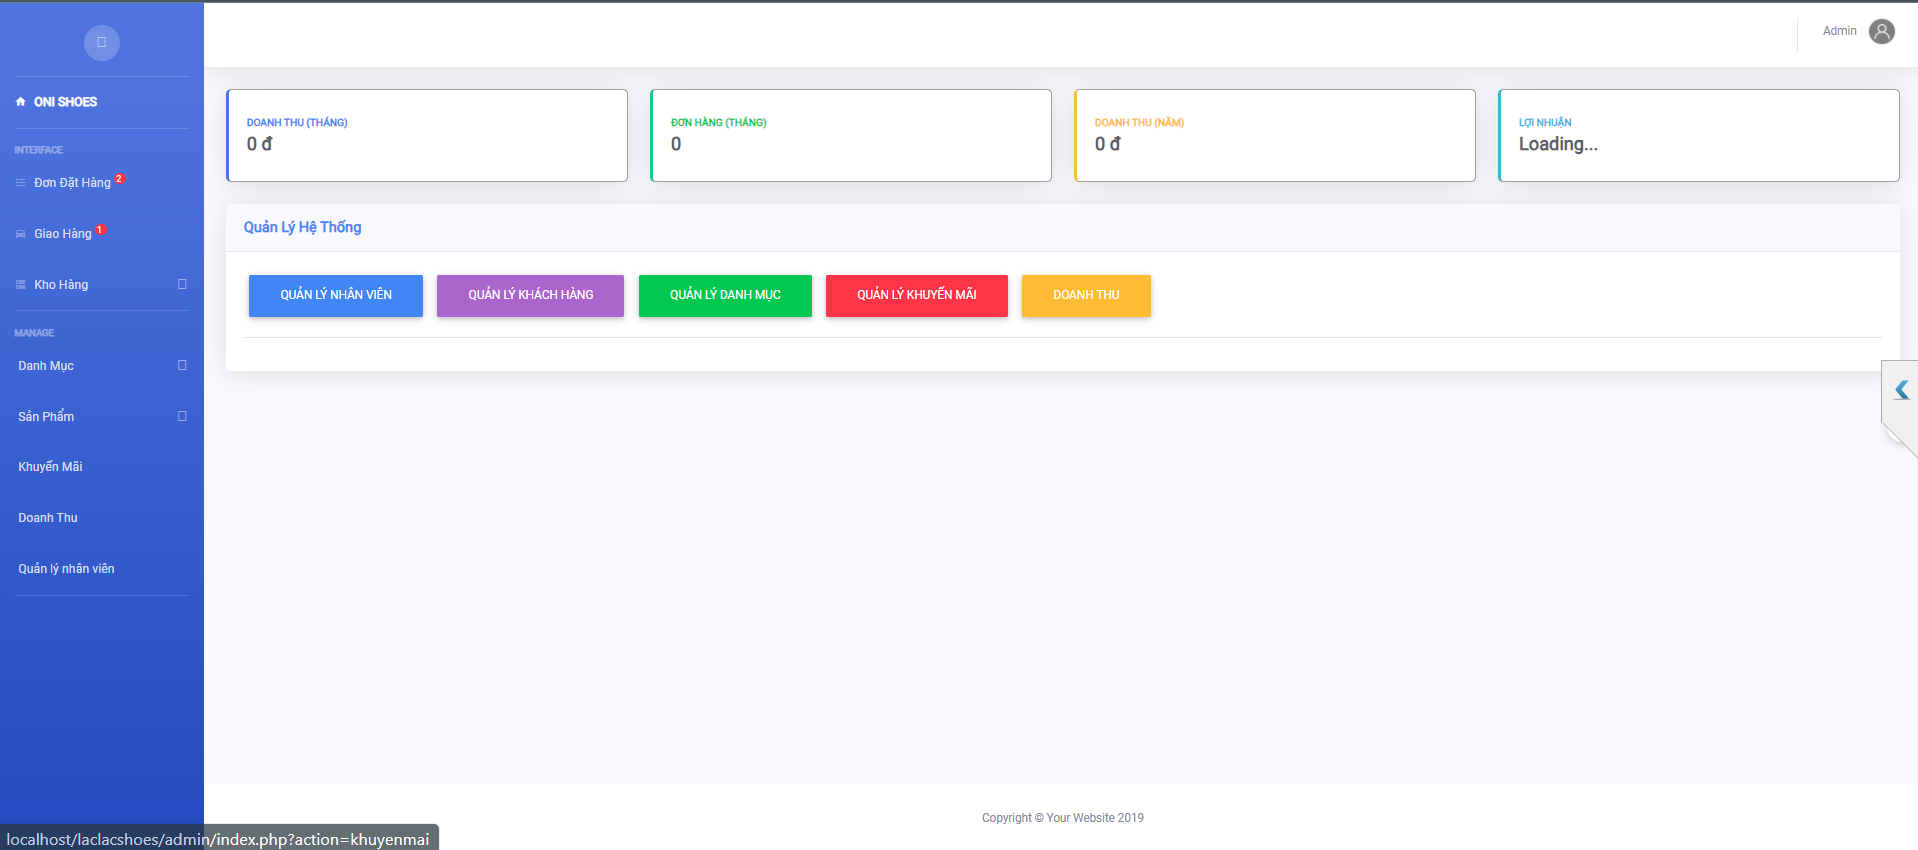 Admin
ONI SHOES
INTERFACE
Đơn Đặt Hàng 2
Giao Hàng 1
Kho Hàng
MANAGE
Danh Mục
Sản Phẩm
Khuyến Mãi
Doanh Thu
Quản lý nhân viên
DOANH THU (THÁNG)
0 đ
ĐƠN HÀNG (THÁNG)
0
DOANH THU (NĂM)
0 đ
LỢI NHUẬN
Loading...
Quản Lý Hệ Thống
QUẢN LÝ NHÂN VIÊN
QUẢN LÝ KHÁCH HÀNG
QUẢN LÝ DANH MỤC
QUẢN LÝ KHUYẾN MÃI
DOANH THU
Copyright © Your Website 2019
localhost/laclacshoes/admin/index.php?action=khuyenmai